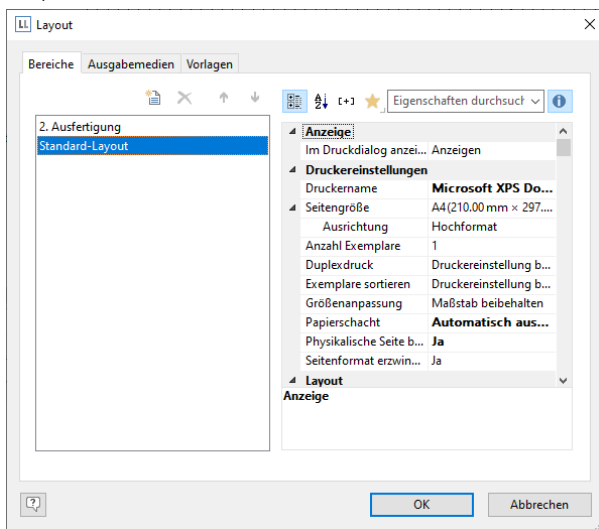 LL Layout
Bereiche Ausgabemedien Vorlagen
Eigenschaften durchsuch
2. Ausfertigung
Standard-Layout
Anzeige
Im Druckdialog anzei... Anzeigen
Druckereinstellungen
Druckername Microsoft XPS Do...
Seitengröße A4(210.00 mm × 297....
Ausrichtung Hochformat
Anzahl Exemplare 1
Duplexdruck Druckereinstellung b...
Exemplare sortieren Druckereinstellung b...
Größenanpassung Maßstab beibehalten
Papierschacht Automatisch aus...
Physikalische Seite b... Ja
Seitenformat erzwin... Ja
Layout
Anzeige
OK Abbrechen